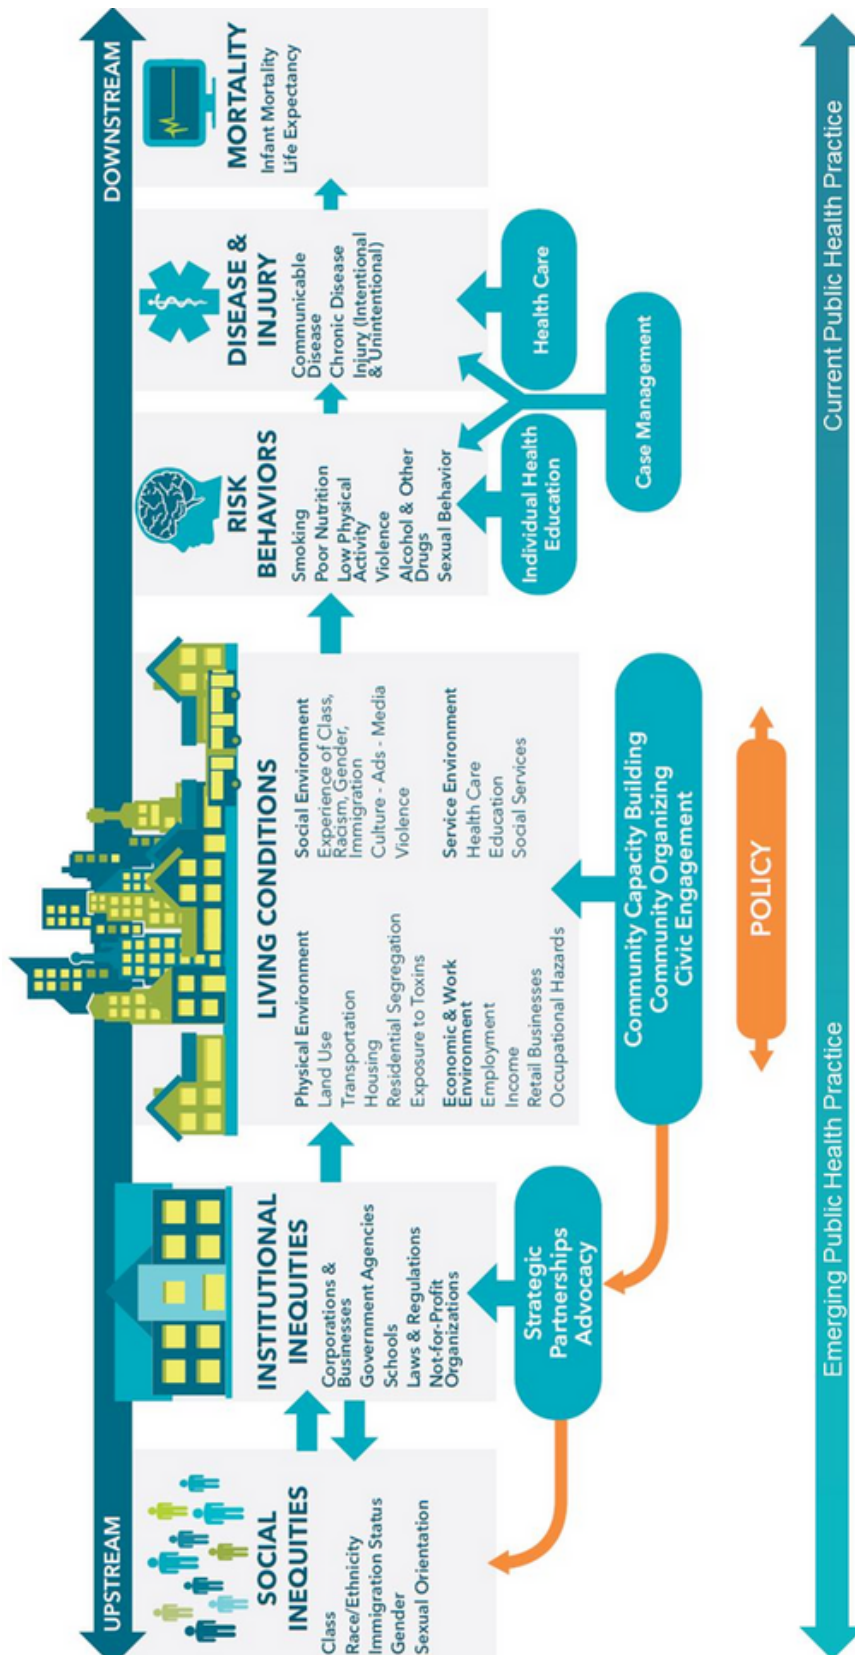 UPSTREAM
DOWNSTREAM
SOCIAL
INEQUITIES
Class
Race/Ethnicity
Immigration Status
Gender
Sexual Orientation
INSTITUTIONAL
INEQUITIES
Corporations &
Businesses
Government Agencies
Schools
Laws & Regulations
Not-for-Profit
Organizations
LIVING CONDITIONS
Physical Environment
Land Use
Transportation
Housing
Residential Segregation
Exposure to Toxins
Economic & Work
Environment
Employment
Income
Retail Businesses
Occupational Hazards
Social Environment
Experience of Class,
Racism, Gender,
Immigration
Culture - Ads - Media
Violence
Service Environment
Health Care
Education
Social Services
RISK
BEHAVIORS
Smoking
Poor Nutrition
Low Physical
Activity
Violence
Alcohol & Other
Drugs
Sexual Behavior
DISEASE &
INJURY
Communicable
Disease
Chronic Disease
Injury (Intentional
& Unintentional)
MORTALITY
Infant Mortality
Life Expectancy
Strategic
Partnerships
Advocacy
Community Capacity Building
Community Organizing
Civic Engagement
Individual Health
Education
Health Care
Case Management
POLICY
Emerging Public Health Practice
Current Public Health Practice